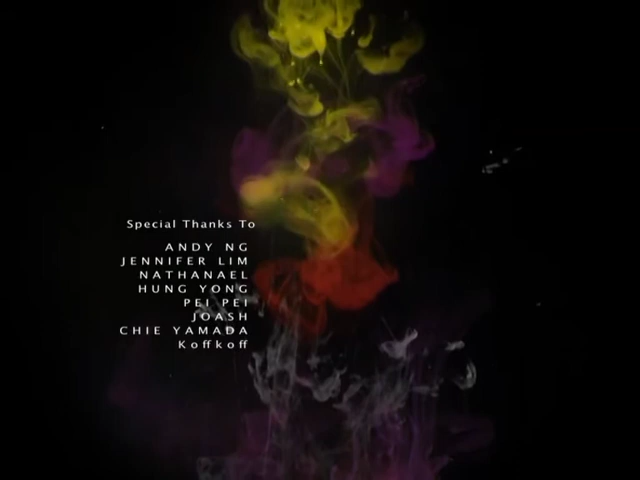 Special Thanks To
ANDY NG
JENNIFER LIM
NATHANAEL
HUNG YONG
PEI PEI
JOASH
CHIE YAMADA
Koffkoff